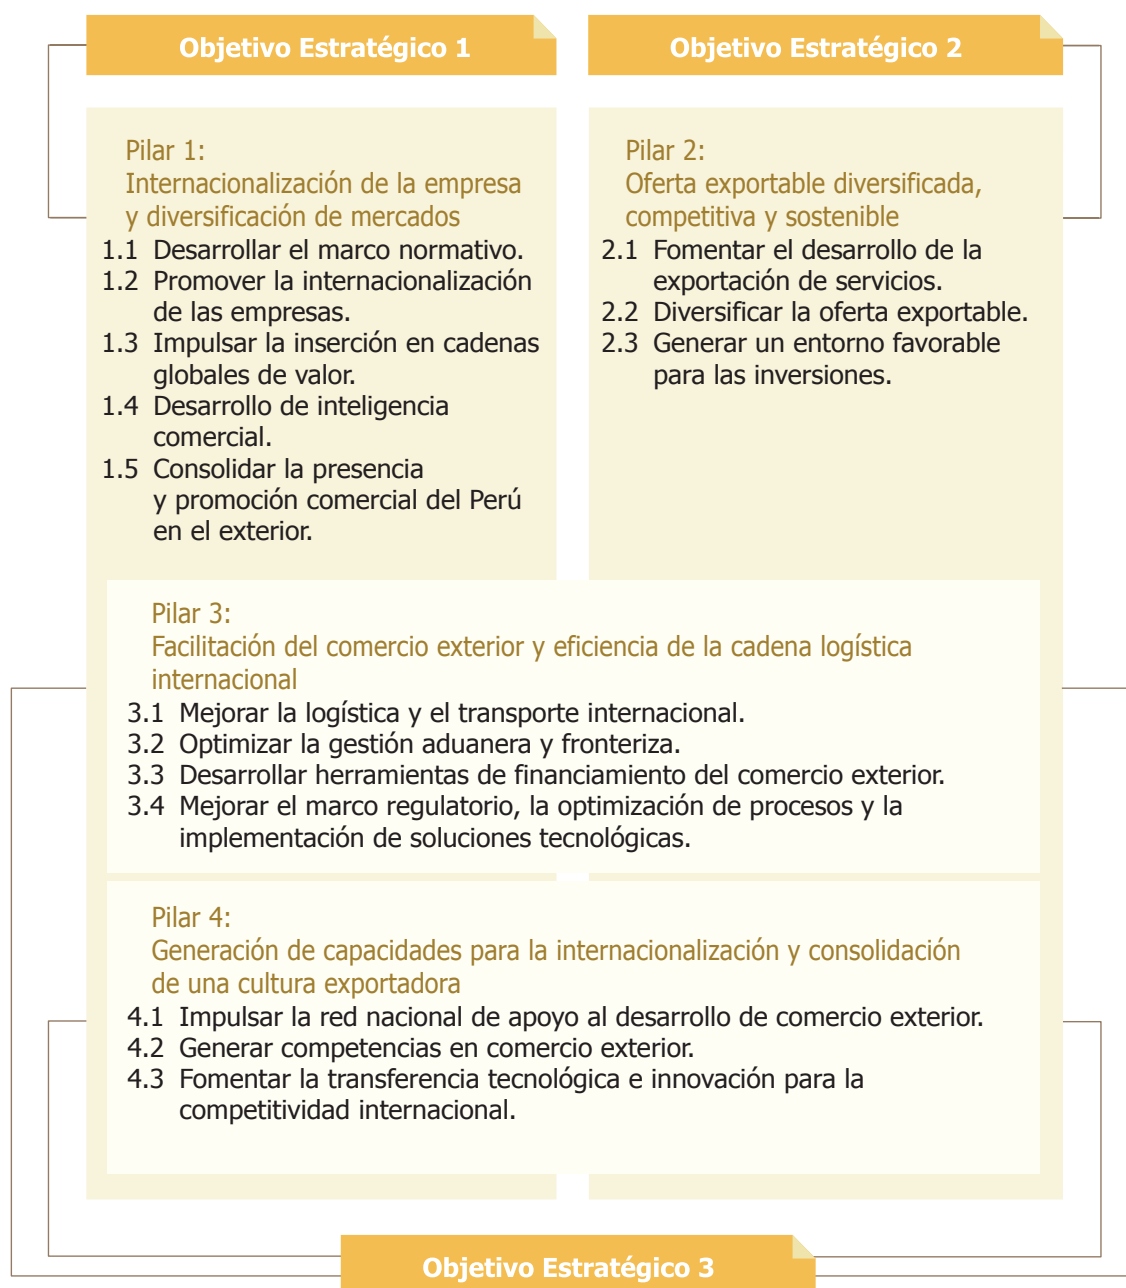 Objetivo Estratégico 1
Objetivo Estratégico 2
Pilar 1:
Internacionalización de la empresa
y diversificación de mercados
1.1 Desarrollar el marco normativo.
1.2 Promover la internacionalización
de las empresas.
1.3 Impulsar la inserción en cadenas
globales de valor.
1.4 Desarrollo de inteligencia
comercial.
1.5 Consolidar la presencia
y promoción comercial del Perú
en el exterior.
Pilar 2:
Oferta exportable diversificada,
competitiva y sostenible
2.1 Fomentar el desarrollo de la
exportación de servicios.
2.2 Diversificar la oferta exportable.
2.3 Generar un entorno favorable
para las inversiones.
Pilar 3:
Facilitación del comercio exterior y eficiencia de la cadena logística
internacional
3.1 Mejorar la logística y el transporte internacional.
3.2 Optimizar la gestión aduanera y fronteriza.
3.3 Desarrollar herramientas de financiamiento del comercio exterior.
3.4 Mejorar el marco regulatorio, la optimización de procesos y la
implementación de soluciones tecnológicas.
Pilar 4:
Generación de capacidades para la internacionalización y consolidación
de una cultura exportadora
4.1 Impulsar la red nacional de apoyo al desarrollo de comercio exterior.
4.2 Generar competencias en comercio exterior.
4.3 Fomentar la transferencia tecnológica e innovación para la
competitividad internacional.
Objetivo Estratégico 3